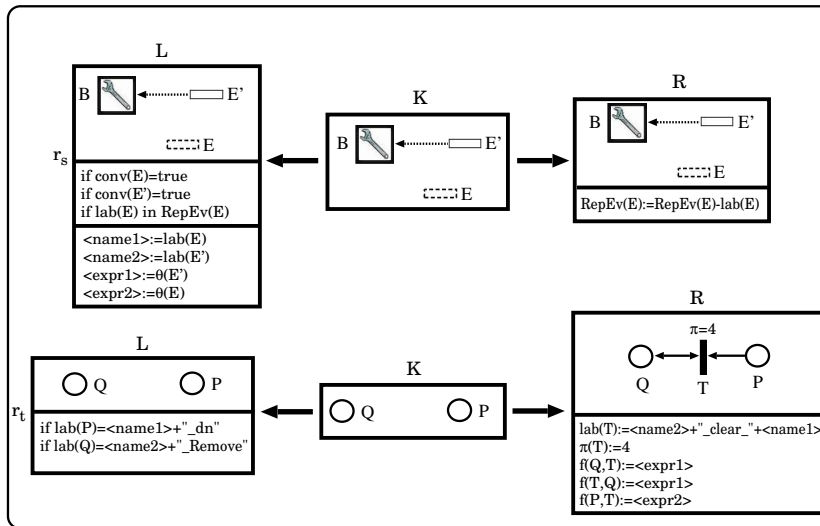 L
B
E'
E
r_s
if conv(E)=true
if conv(E')=true
if lab(E) in RepEv(E)
<name1>:=lab(E)
<name2>:=lab(E')
<expr1>:=θ(E')
<expr2>:=θ(E)
K
B
E'
E
R
B
E'
E
RepEv(E):=RepEv(E)-lab(E)
L
Q
P
r_t
if lab(P)=<name1>+"_dn"
if lab(Q)=<name2>+"_Remove"
K
Q
P
R
π=4
Q
T
P
lab(T):=<name2>+"_clear_"+<name1>
π(T):=4
f(Q,T):=<expr1>
f(T,Q):=<expr1>
f(P,T):=<expr2>